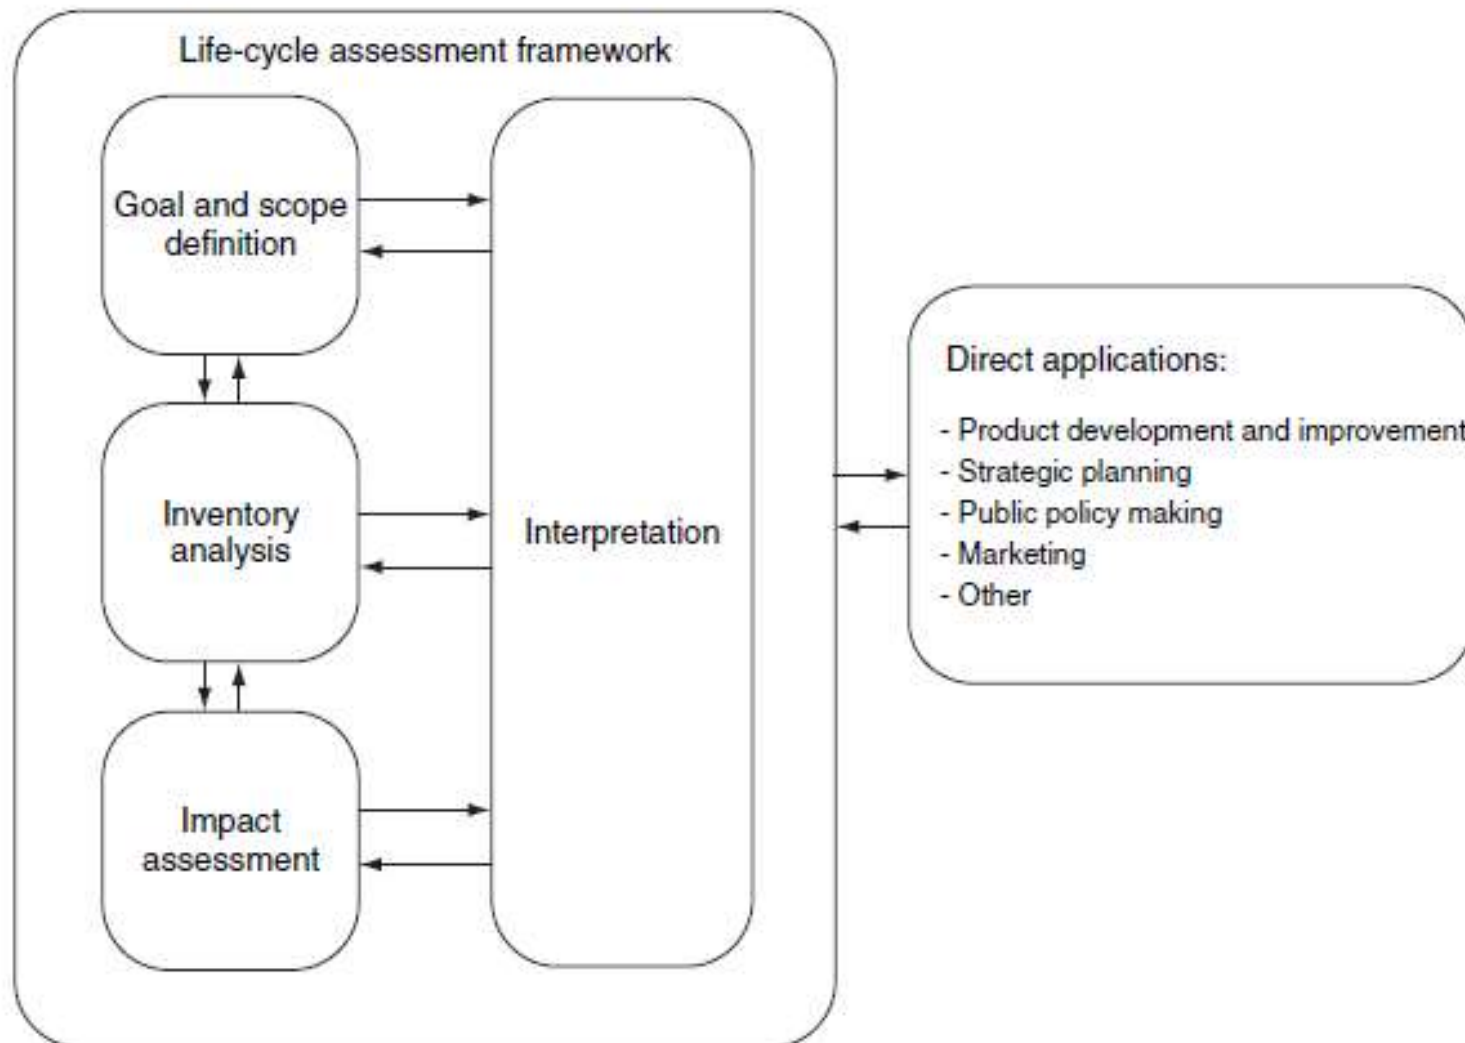 Life-cycle assessment framework
Goal and scope
definition
Inventory
analysis
Impact
assessment
Interpretation
Direct applications:
- Product development and improvement
- Strategic planning
- Public policy making
- Marketing
- Other